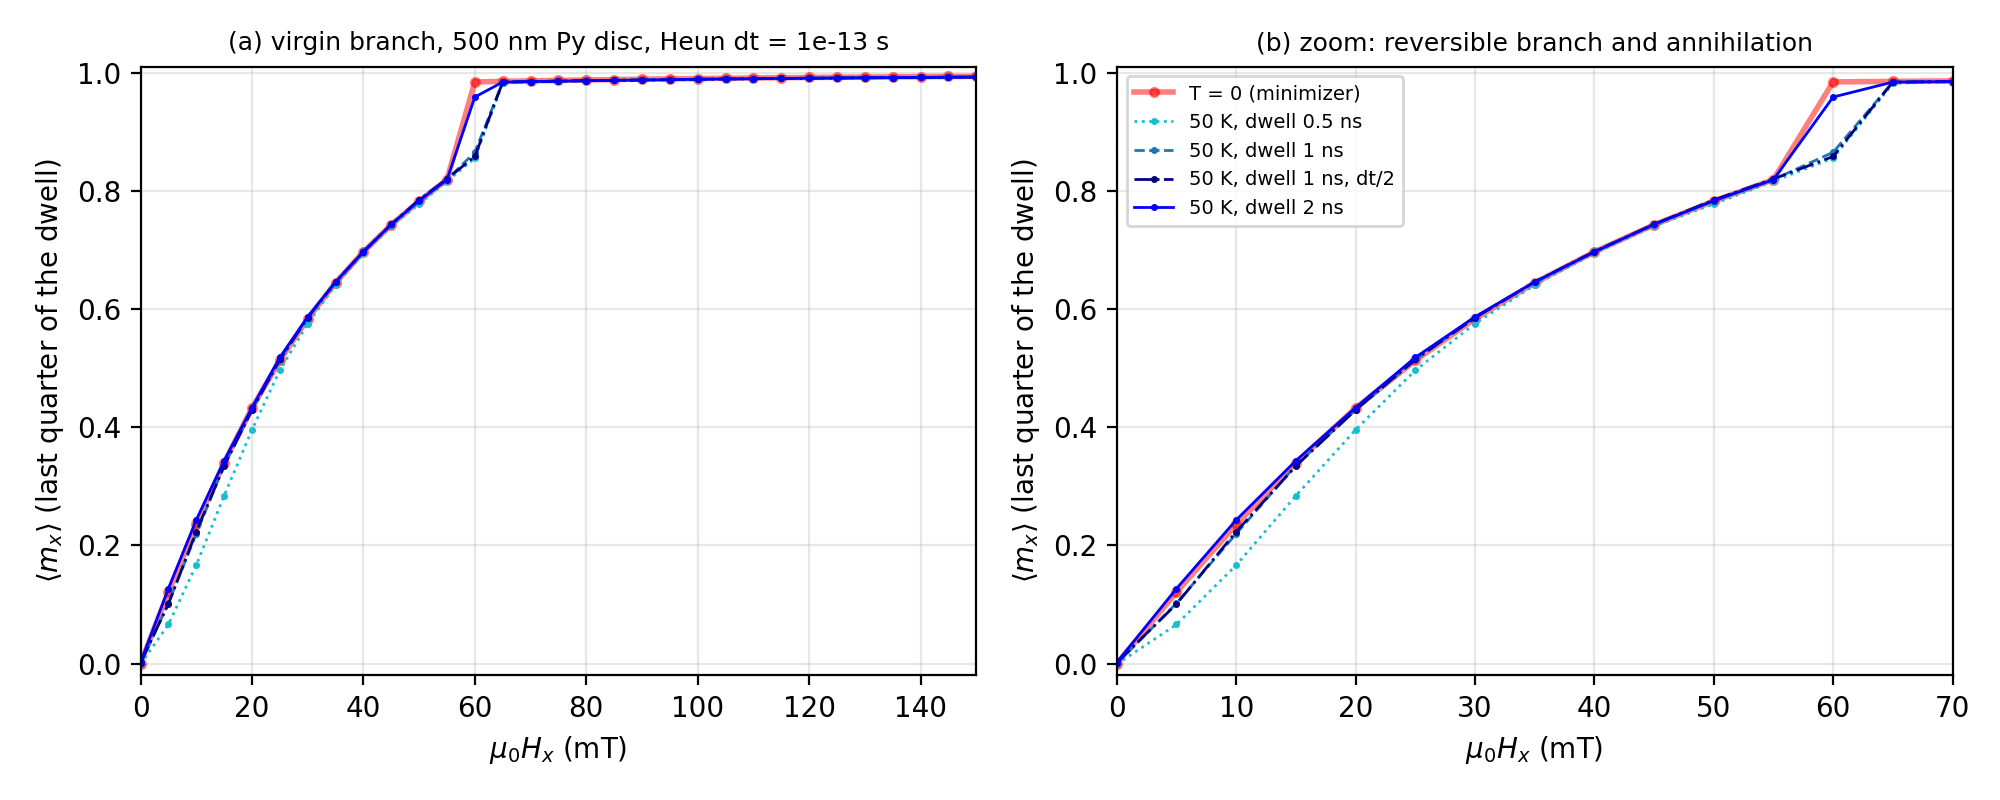 (a) virgin branch, 500 nm Py disc, Heun dt = 1e-13 s
1.0
0.8
0.6
0.4
0.2
0.0
⟨mₓ⟩ (last quarter of the dwell)
0 20 40 60 80 100 120 140
μ₀Hₓ (mT)
(b) zoom: reversible branch and annihilation
T = 0 (minimizer)
50 K, dwell 0.5 ns
50 K, dwell 1 ns
50 K, dwell 1 ns, dt/2
50 K, dwell 2 ns
1.0
0.8
0.6
0.4
0.2
0.0
⟨mₓ⟩ (last quarter of the dwell)
0 10 20 30 40 50 60 70
μ₀Hₓ (mT)